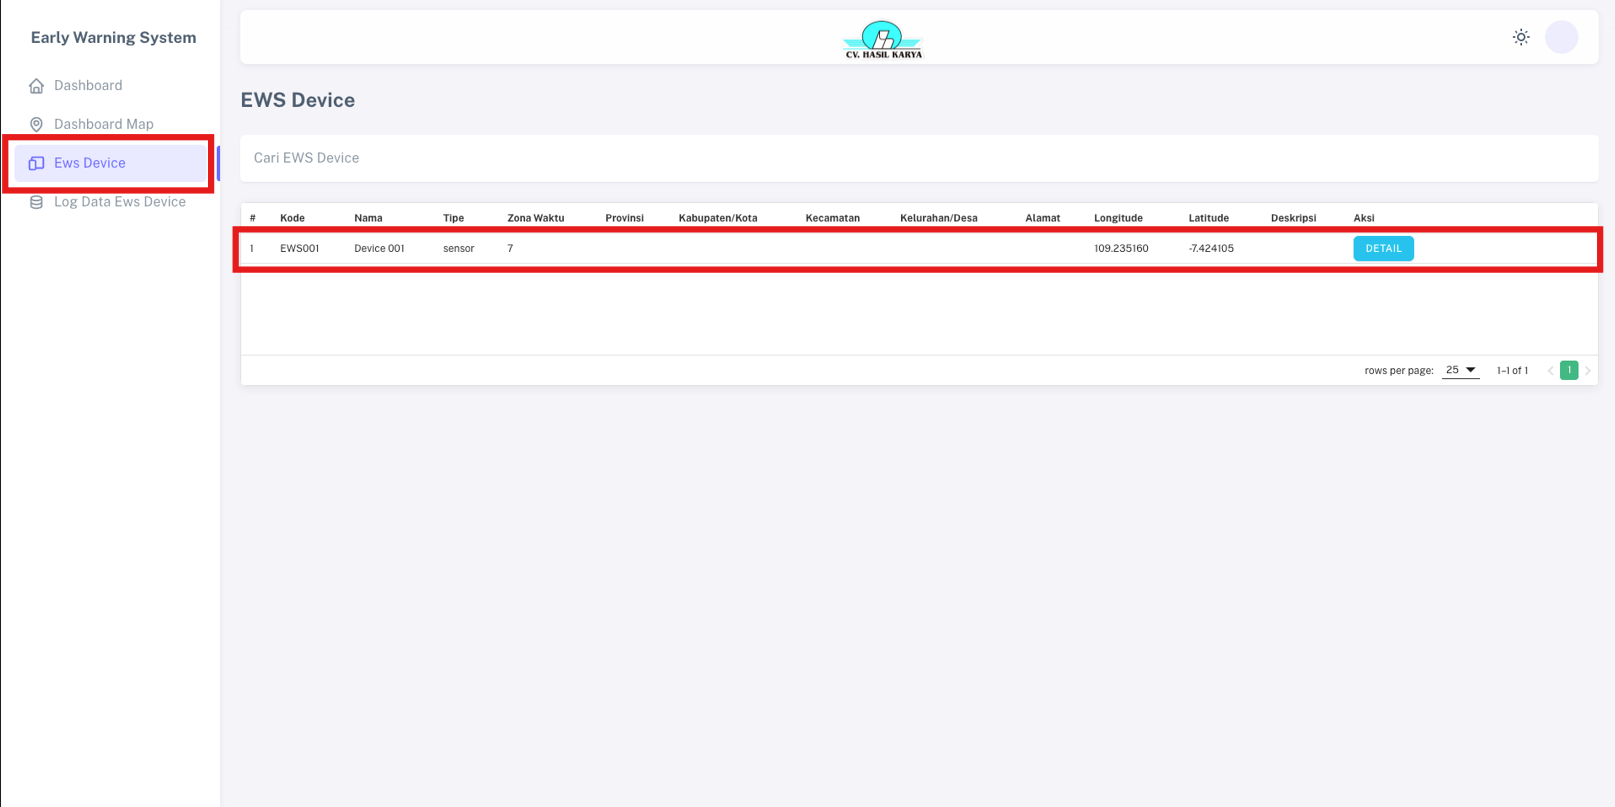 Early Warning System
Dashboard
Dashboard Map
Ews Device
Log Data Ews Device
CV. HASIL KARYA
EWS Device
Cari EWS Device
# Kode Nama Tipe Zona Waktu Provinsi Kabupaten/Kota Kecamatan Kelurahan/Desa Alamat Longitude Latitude Deskripsi Aksi
1 EWS001 Device 001 sensor 7 109.235160 -7.424105 DETAIL
rows per page: 25 1-1 of 1 1